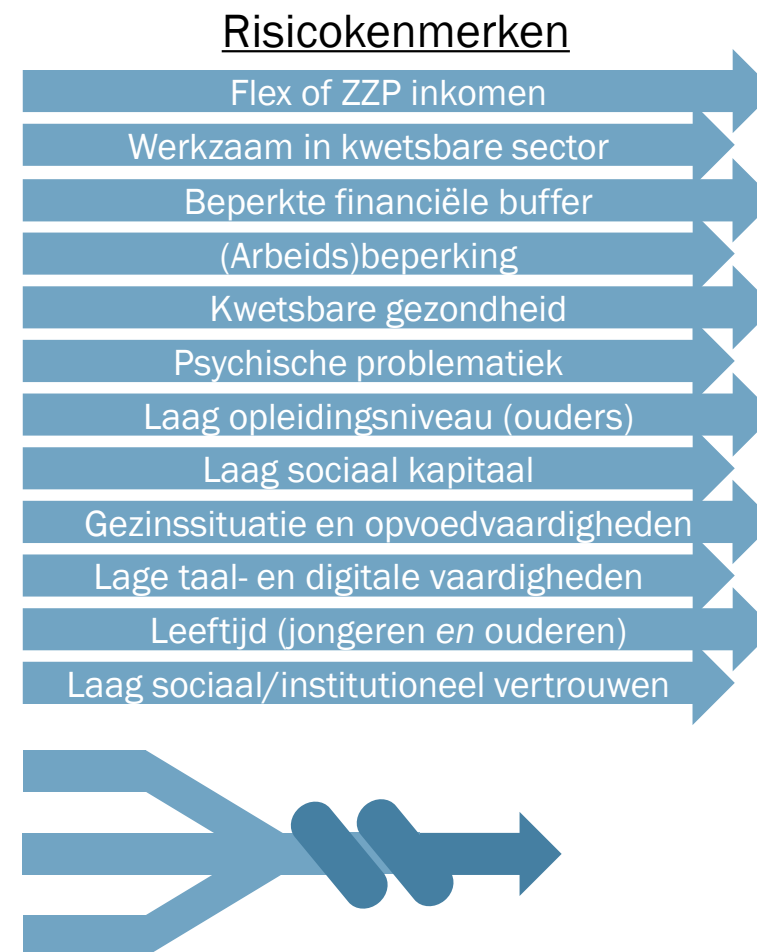 Risicokenmerken
Flex of ZZP inkomen
Werkzaam in kwetsbare sector
Beperkte financiële buffer
(Arbeids)beperking
Kwetsbare gezondheid
Psychische problematiek
Laag opleidingsniveau (ouders)
Laag sociaal kapitaal
Gezinssituatie en opvoedvaardigheden
Lage taal- en digitale vaardigheden
Leeftijd (jongeren en ouderen)
Laag sociaal/institutioneel vertrouwen